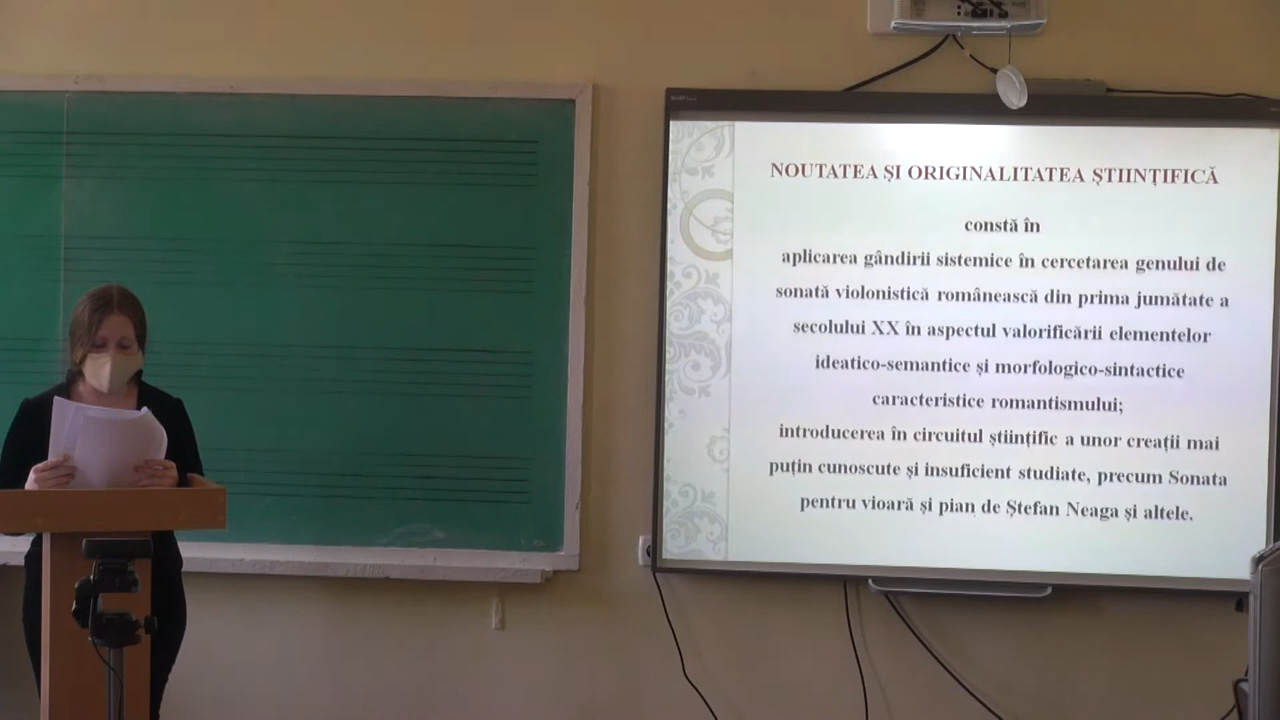 NOUTATEA ȘI ORIGINALITATEA ȘTIINȚIFICĂ
constă în
aplicarea gândirii sistemice în cercetarea genului de
sonată violonistică românească din prima jumătate a
secolului XX în aspectul valorificării elementelor
ideatico-semantice și morfologico-sintactice
caracteristice romantismului;
introducerea în circuitul științific a unor creații mai
puțin cunoscute și insuficient studiate, precum Sonata
pentru vioară și pian de Ștefan Neaga și altele.